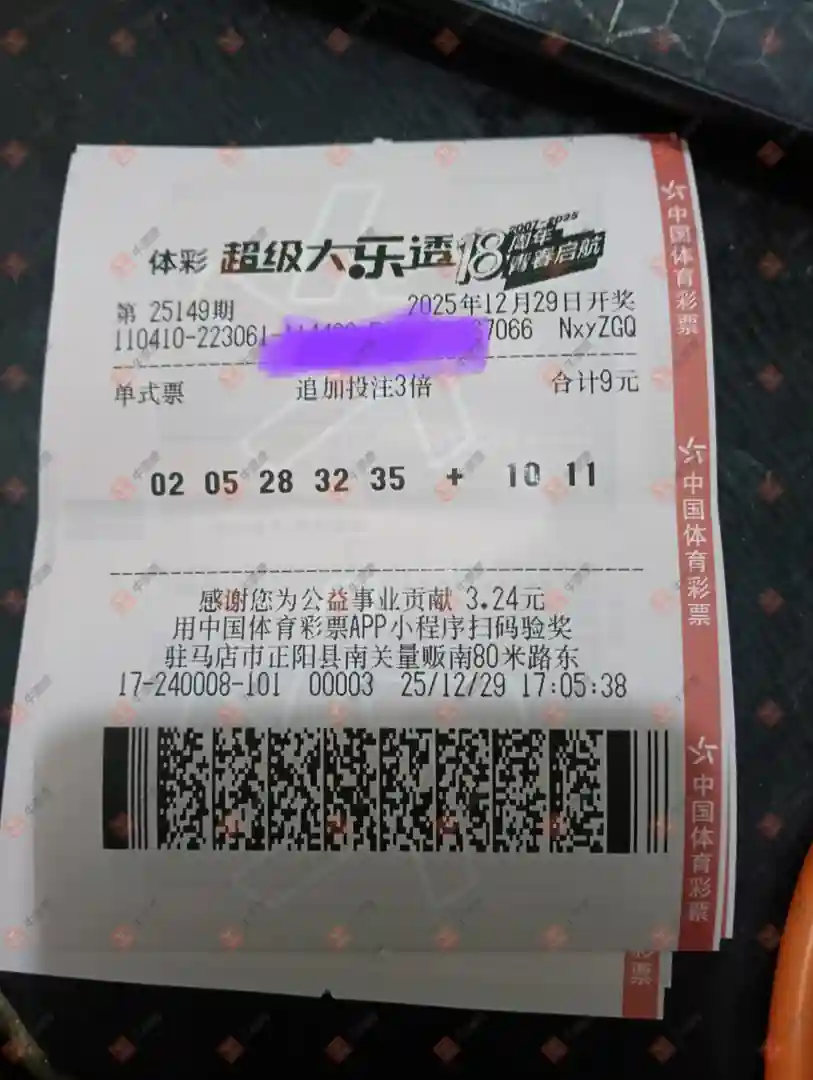 体彩 超级大乐透 18周年 2007-2025 青春启航
第 25149期 2025年12月29日开奖
110410-223061- 67066 NxyZGQ
单式票 追加投注3倍 合计9元
02 05 28 32 35 + 10 11
感谢您为公益事业贡献 3.24元
用中国体育彩票APP小程序扫码验奖
驻马店市正阳县南关量贩南80米路东
17-240008-101 00003 25/12/29 17:05:38
中国体育彩票
中国体育彩票
中国体育彩票
彩票